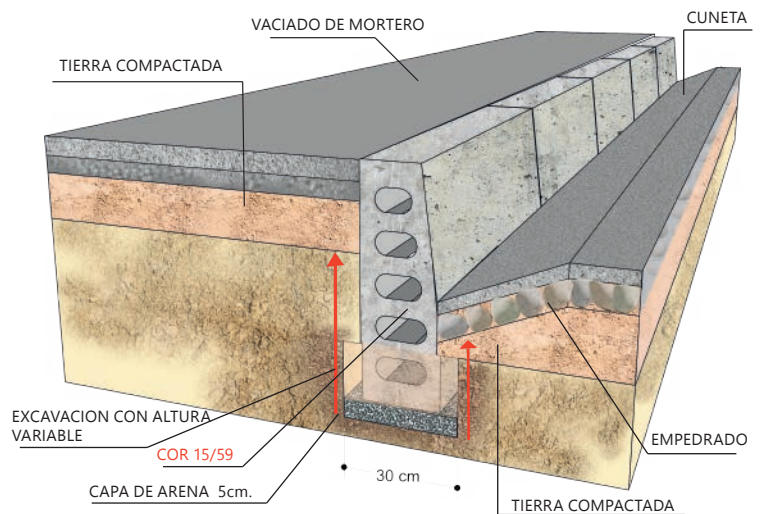 VACIADO DE MORTERO
CUNETA
TIERRA COMPACTADA
EXCAVACION CON ALTURA
VARIABLE
COR 15/59
CAPA DE ARENA 5cm.
30 cm
EMPEDRADO
TIERRA COMPACTADA